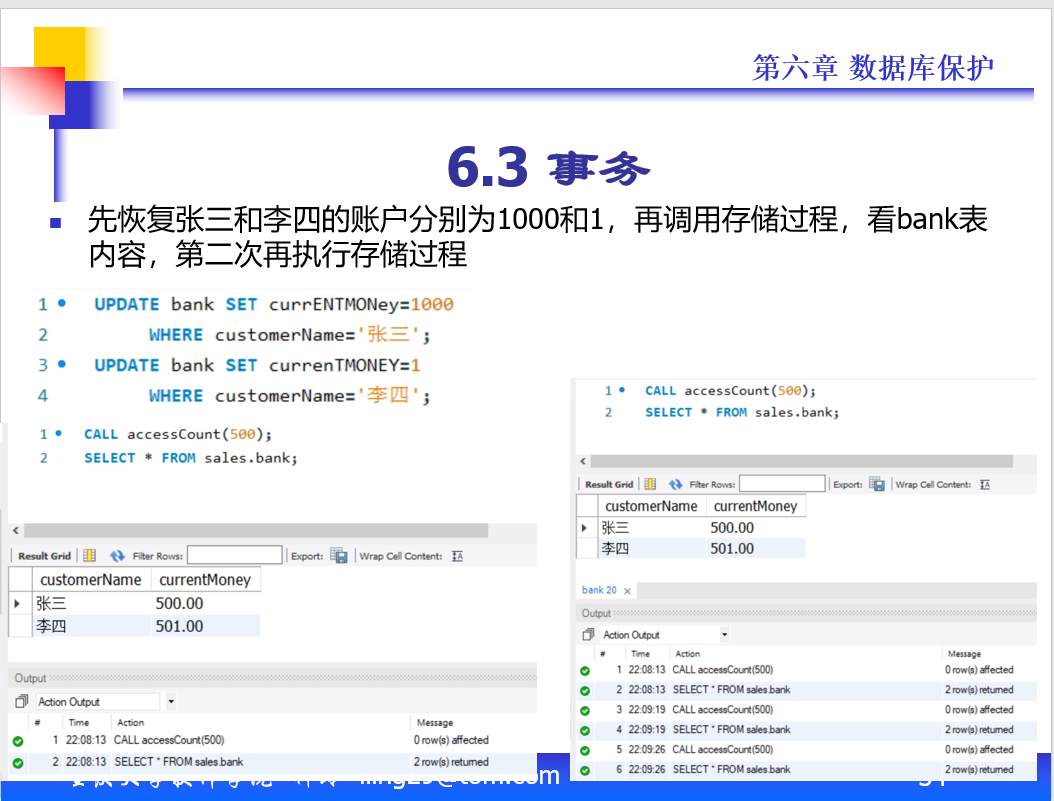 第六章 数据库保护
6.3 事务
先恢复张三和李四的账户分别为1000和1，再调用存储过程，看bank表
内容，第二次再执行存储过程
1 UPDATE bank SET currENTMONey=1000
2 WHERE customerName='张三';
3 UPDATE bank SET currenTMONEY=1
4 WHERE customerName='李四';
1 CALL accessCount(500);
2 SELECT * FROM sales.bank;
Result Grid Filter Rows: Export: Wrap Cell Content:
customerName currentMoney
张三 500.00
李四 501.00
Output
Action Output
# Time Action Message
1 22:08:13 CALL accessCount(500) 0 row(s) affected
2 22:08:13 SELECT * FROM sales.bank 2 row(s) returned
1 CALL accessCount(500);
2 SELECT * FROM sales.bank;
Result Grid Filter Rows: Export: Wrap Cell Content:
customerName currentMoney
张三 500.00
李四 501.00
bank 20 ×
Output
Action Output
# Time Action Message
1 22:08:13 CALL accessCount(500) 0 row(s) affected
2 22:08:13 SELECT * FROM sales.bank 2 row(s) returned
3 22:09:19 CALL accessCount(500) 0 row(s) affected
4 22:09:19 SELECT * FROM sales.bank 2 row(s) returned
5 22:09:26 CALL accessCount(500) 0 row(s) affected
6 22:09:26 SELECT * FROM sales.bank 2 row(s) returned